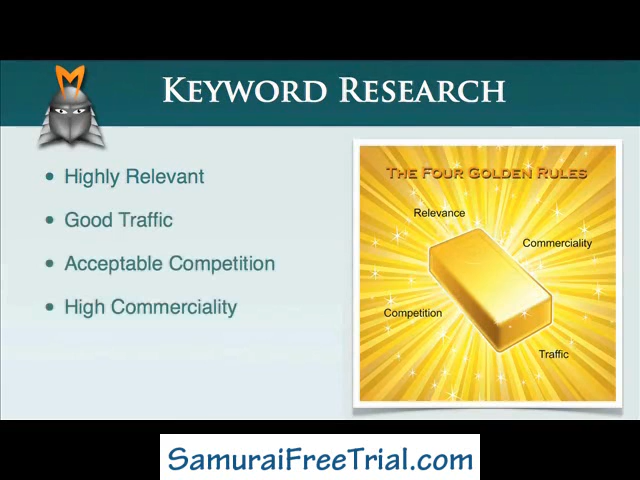 KEYWORD RESEARCH
Highly Relevant
Good Traffic
Acceptable Competition
High Commerciality
THE FOUR GOLDEN RULES
Relevance
Commerciality
Competition
Traffic
SamuraiFreeTrial.com